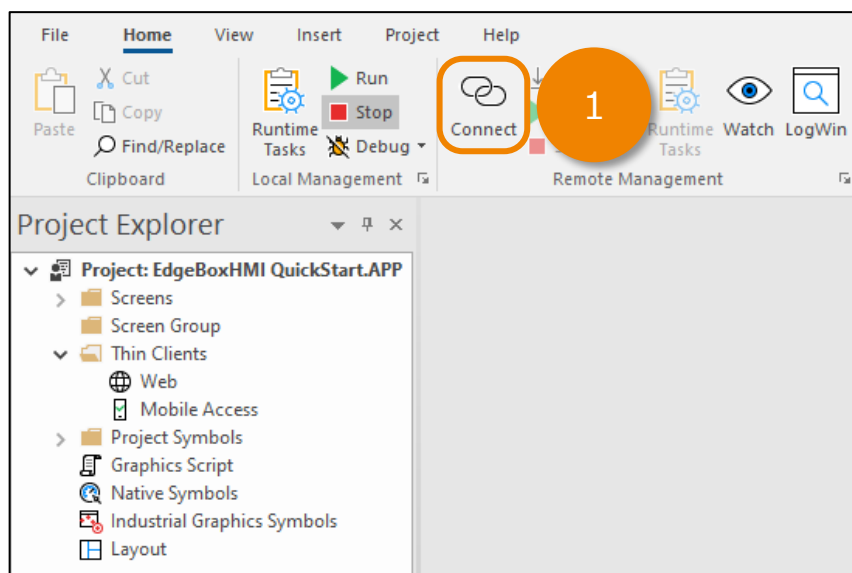 File Home View Insert Project Help
Paste
Cut
Copy
Find/Replace
Clipboard
Runtime
Tasks
Run
Stop
Debug
Local Management
Connect
1
Runtime
Tasks
Watch
LogWin
Remote Management
Project Explorer
Project: EdgeBoxHMI QuickStart.APP
Screens
Screen Group
Thin Clients
Web
Mobile Access
Project Symbols
Graphics Script
Native Symbols
Industrial Graphics Symbols
Layout